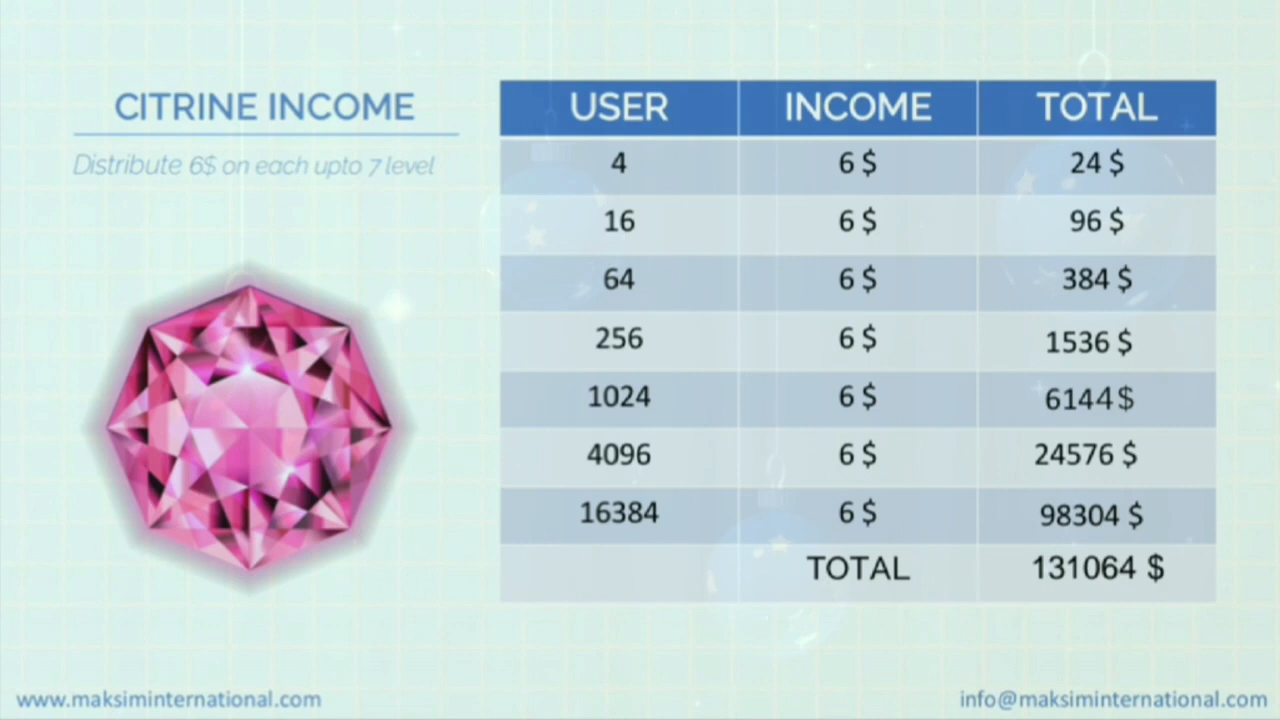 CITRINE INCOME
Distribute 6$ on each upto 7 level
USER INCOME TOTAL
4 6 $ 24 $
16 6 $ 96 $
64 6 $ 384 $
256 6 $ 1536 $
1024 6 $ 6144$
4096 6 $ 24576 $
16384 6 $ 98304 $
TOTAL 131064 $
www.maksiminternational.com
info@maksiminternational.com